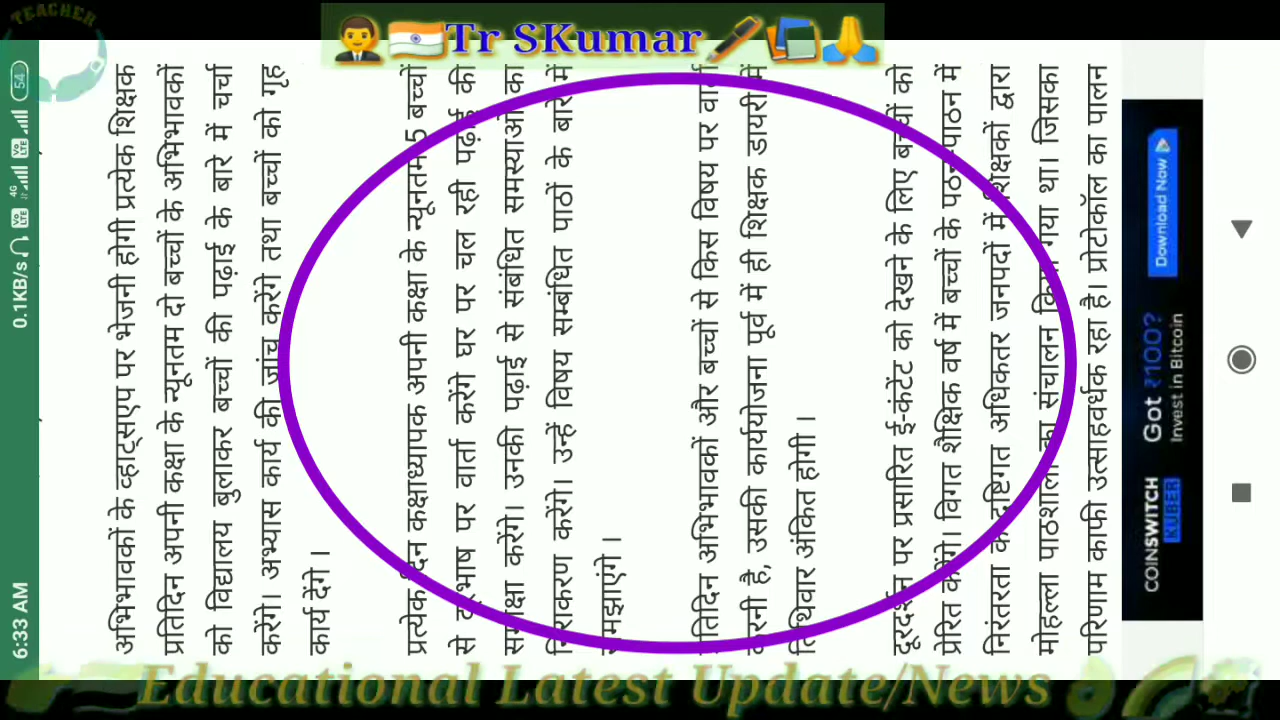 TEACHER
Tr SKumar
6:33 AM
0.1KB/s
4G
54
अभिभावकों के व्हाट्सएप पर भेजनी होगी प्रत्येक शिक्षक
प्रतिदिन अपनी कक्षा के न्यूनतम दो बच्चों के अभिभावकों
को विद्यालय बुलाकर बच्चों की पढ़ाई के बारे में चर्चा
करेंगे। अभ्यास कार्य की जांच करेंगे तथा बच्चों को गृह
कार्य देंगे ।
प्रत्येक दिन कक्षाध्यापक अपनी कक्षा के न्यूनतम 5 बच्चों
से दूरभाष पर वार्ता करेंगे घर पर चल रही पढ़ाई की
समीक्षा करेंगे। उनकी पढ़ाई से संबंधित समस्याओं का
निराकरण करेंगे। उन्हें विषय सम्बंधित पाठों के बारे में
समझाएंगे ।
प्रतिदिन अभिभावकों और बच्चों से किस विषय पर वार्ता
करनी है, उसकी कार्ययोजना पूर्व में ही शिक्षक डायरी में
तिथिवार अंकित होगी ।
दूरदर्शन पर प्रसारित ई-कंटेंट को देखने के लिए बच्चों को
प्रेरित करेंगे। विगत शैक्षिक वर्ष में बच्चों के पठन पाठन में
निरंतरता के दृष्टिगत अधिकतर जनपदों में शिक्षकों द्वारा
मोहल्ला पाठशाला का संचालन किया गया था। जिसका
परिणाम काफी उत्साहवर्धक रहा है। प्रोटोकॉल का पालन
COINSWITCH
KUBER
Got ₹100?
Invest in Bitcoin
Download Now
Educational Latest Update/News